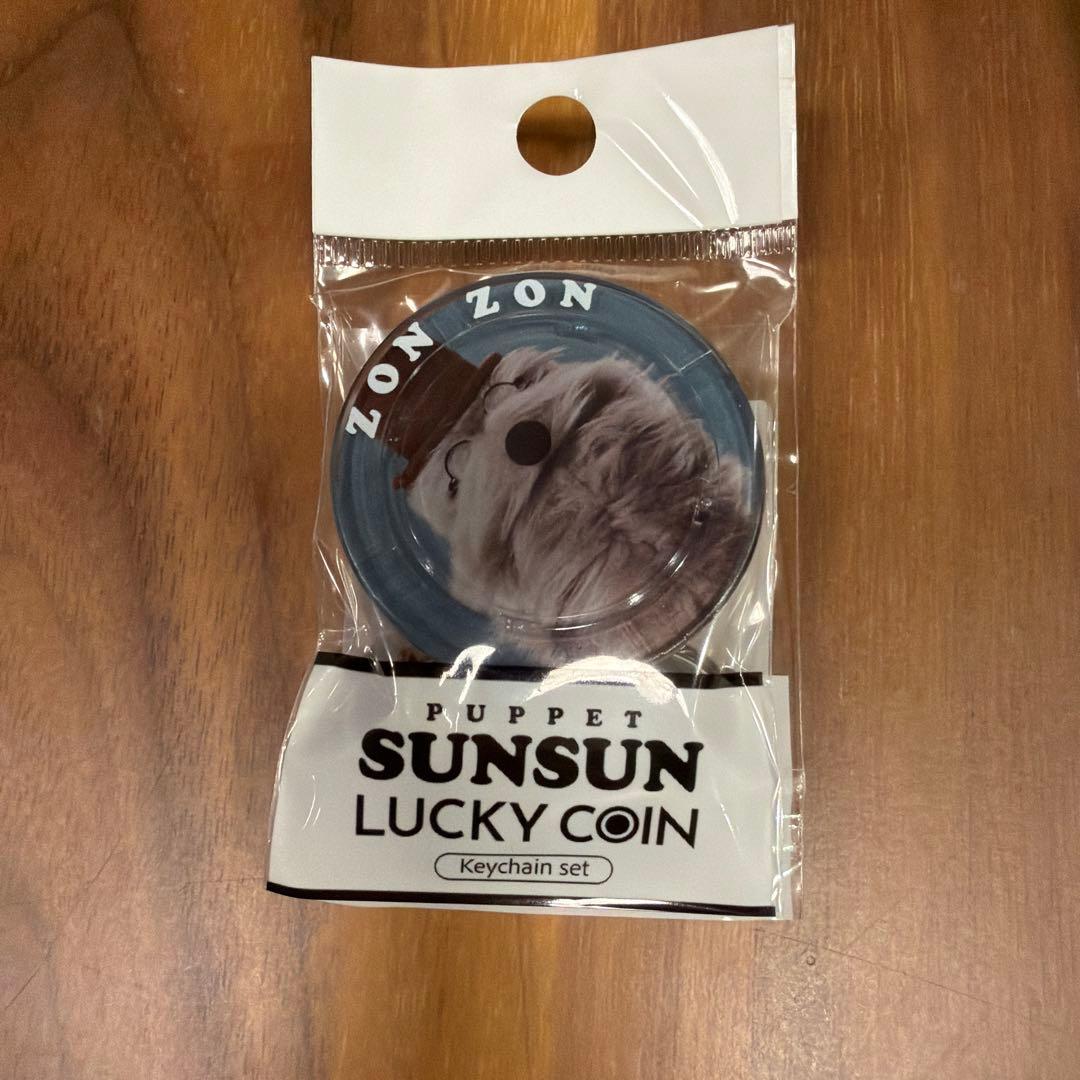 ZON ZON
PUPPET
SUNSUN
LUCKY COIN
Keychain set